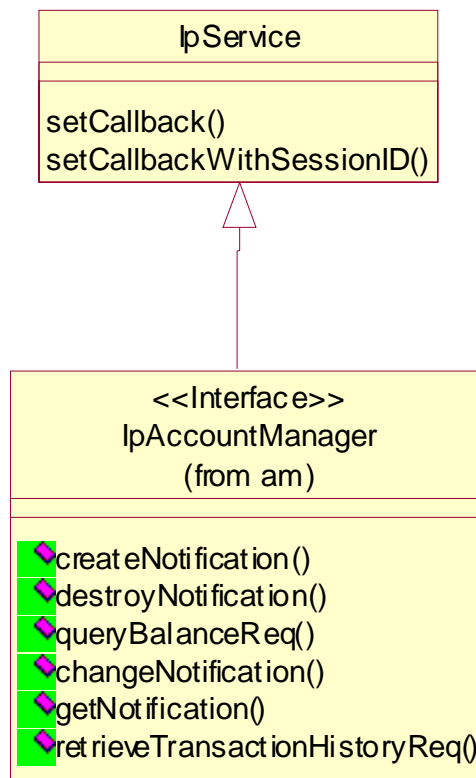 IpService
setCallback()
setCallbackWithSessionID()
<<Interface>>
IpAccountManager
(from am)
createNotification()
destroyNotification()
queryBalanceReq()
changeNotification()
getNotification()
retrieveTransactionHistoryReq()